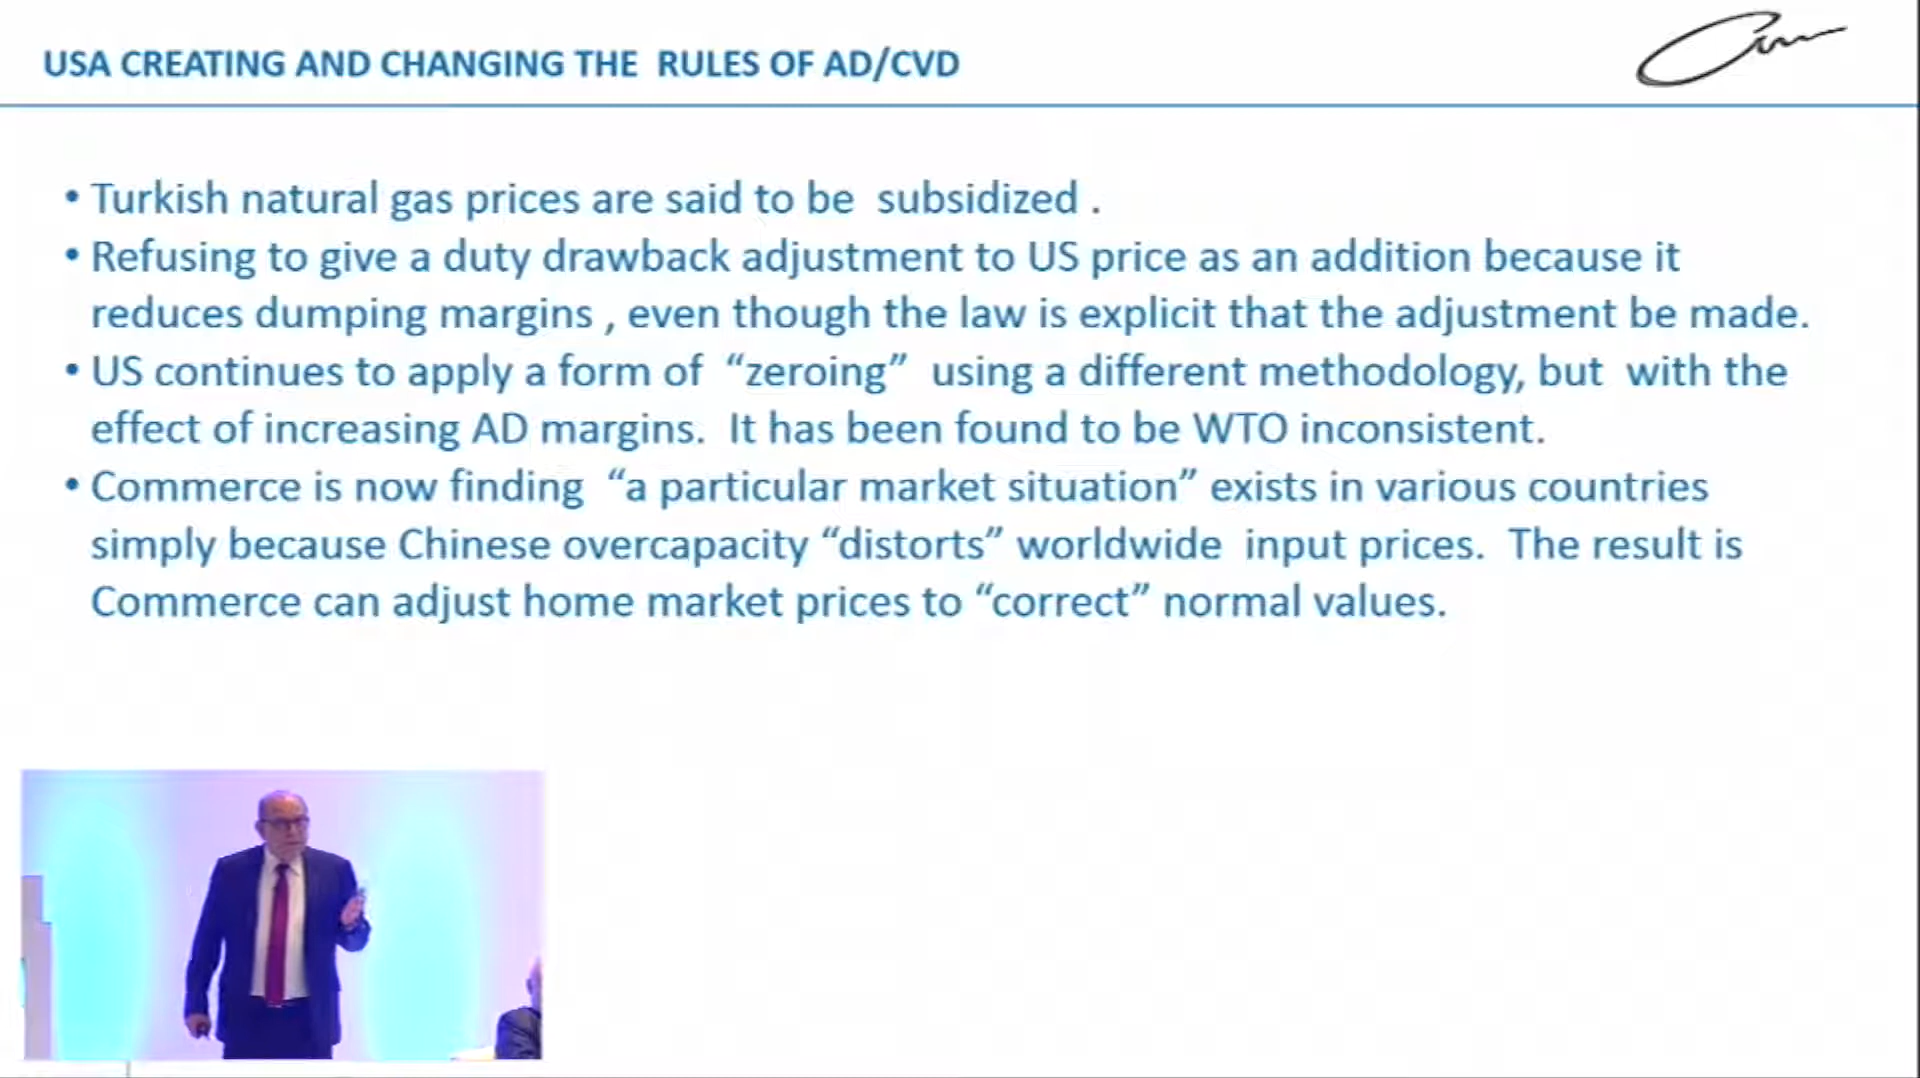 USA CREATING AND CHANGING THE RULES OF AD/CVD
• Turkish natural gas prices are said to be subsidized .
• Refusing to give a duty drawback adjustment to US price as an addition because it
reduces dumping margins , even though the law is explicit that the adjustment be made.
• US continues to apply a form of “zeroing” using a different methodology, but with the
effect of increasing AD margins. It has been found to be WTO inconsistent.
• Commerce is now finding “a particular market situation” exists in various countries
simply because Chinese overcapacity “distorts” worldwide input prices. The result is
Commerce can adjust home market prices to “correct” normal values.